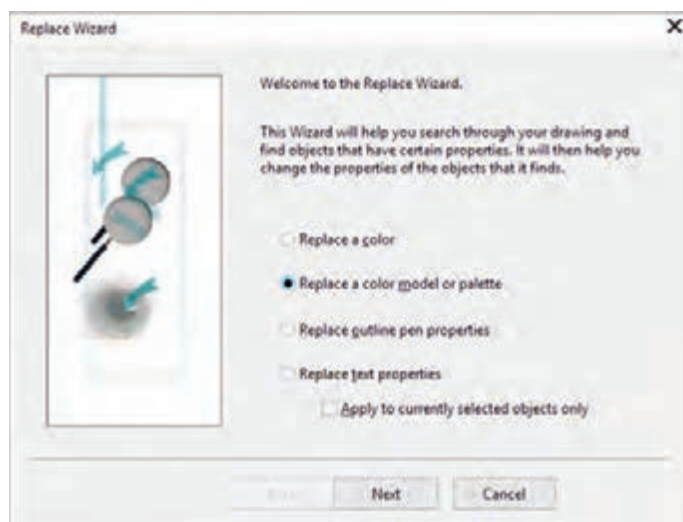 Replace Wizard
Welcome to the Replace Wizard.
This Wizard will help you search through your drawing and
find objects that have certain properties. It will then help you
change the properties of the objects that it finds.
Replace a color
Replace a color model or palette
Replace outline pen properties
Replace text properties
Apply to currently selected objects only
Next
Cancel